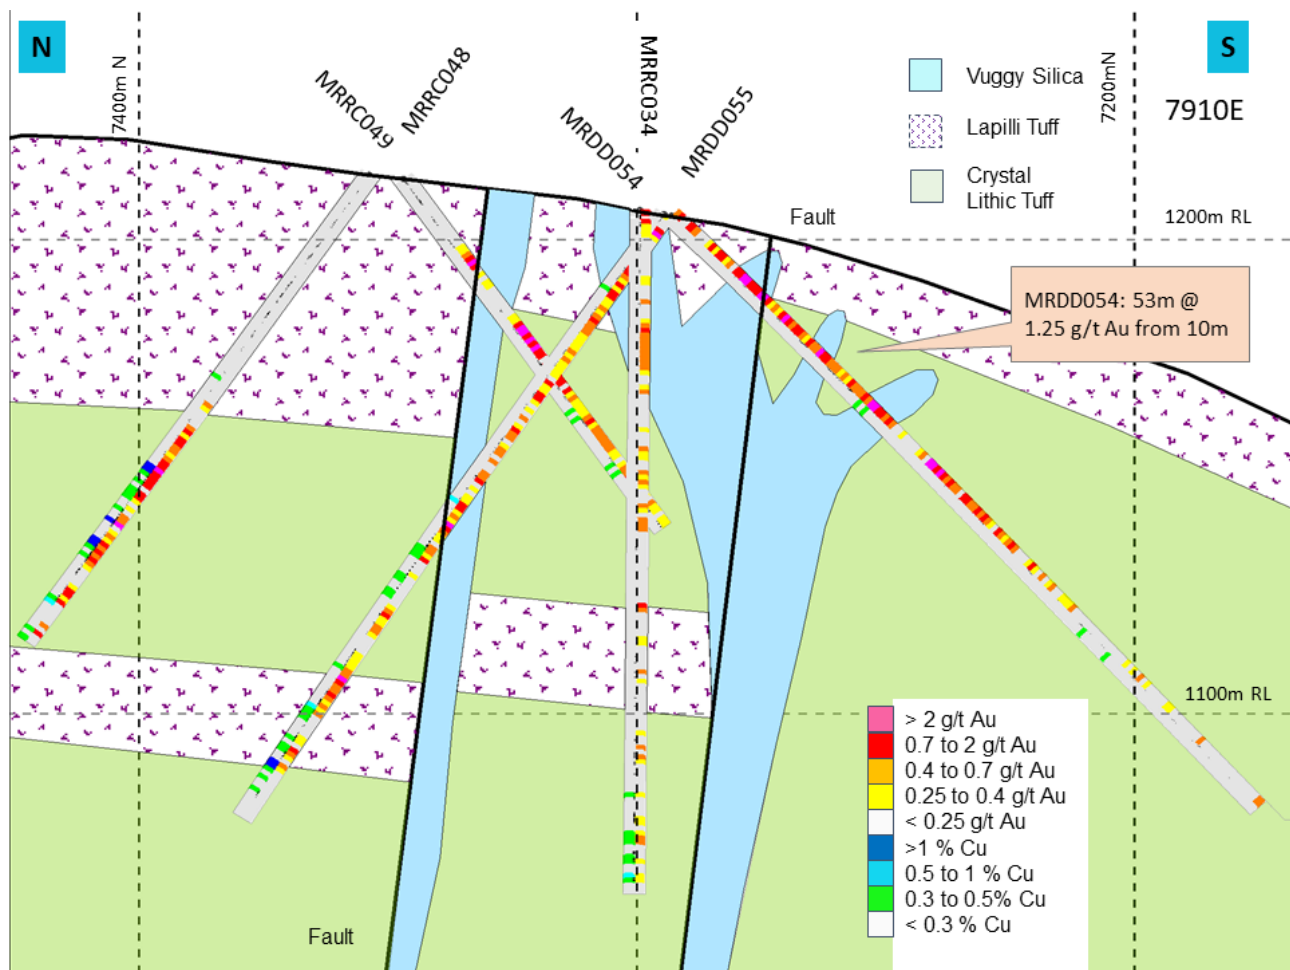 N
S
7400m N
MRRC049
MRRC048
MRDD054
MRRC034
MRDD055
7200mN
7910E
Vuggy Silica
Lapilli Tuff
Crystal
Lithic Tuff
Fault
1200m RL
MRDD054: 53m @
1.25 g/t Au from 10m
1100m RL
> 2 g/t Au
0.7 to 2 g/t Au
0.4 to 0.7 g/t Au
0.25 to 0.4 g/t Au
< 0.25 g/t Au
>1 % Cu
0.5 to 1 % Cu
0.3 to 0.5% Cu
< 0.3 % Cu
Fault